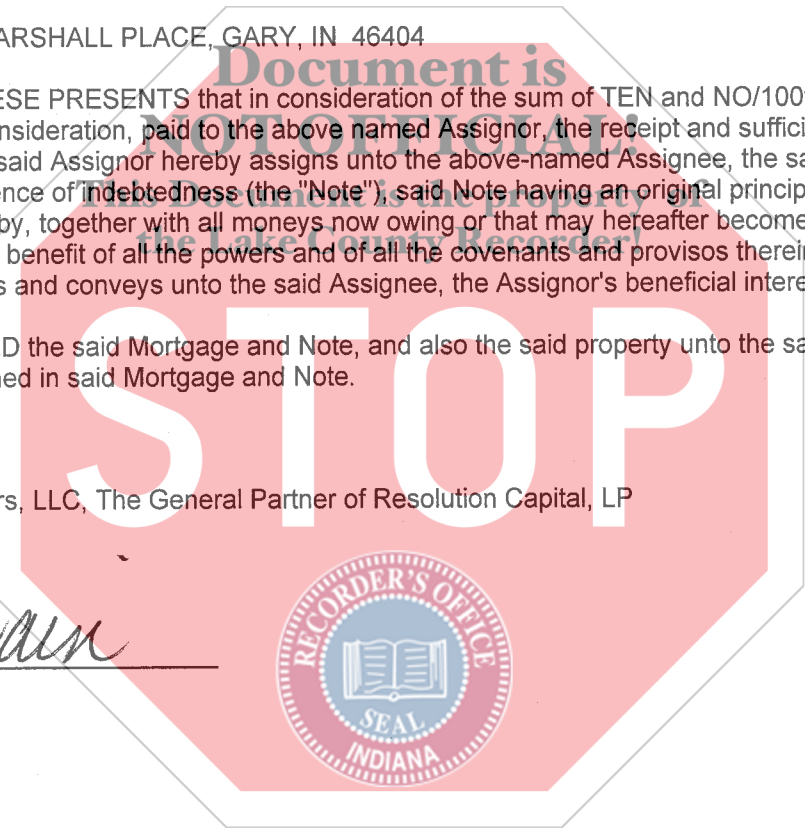 ARSHALL PLACE, GARY, IN 46404
Document is
ESE PRESENTS that in consideration of the sum of TEN and NO/100
NOT OFFICIAL!
nsideration, paid to the above named Assignor, the receipt and suffici
said Assignor hereby assigns unto the above-named Assignee, the sa
This Document is the property of
ence of Indebtedness (the "Note"), said Note having an original princip
by, together with all moneys now owing or that may hereafter become
the Lake County Recorder!
benefit of all the powers and of all the covenants and provisos therein
s and conveys unto the said Assignee, the Assignor's beneficial intere
STOP
D the said Mortgage and Note, and also the said property unto the sa
ned in said Mortgage and Note.
rs, LLC, The General Partner of Resolution Capital, LP
RECORDER'S OFFICE
SEAL
INDIANA